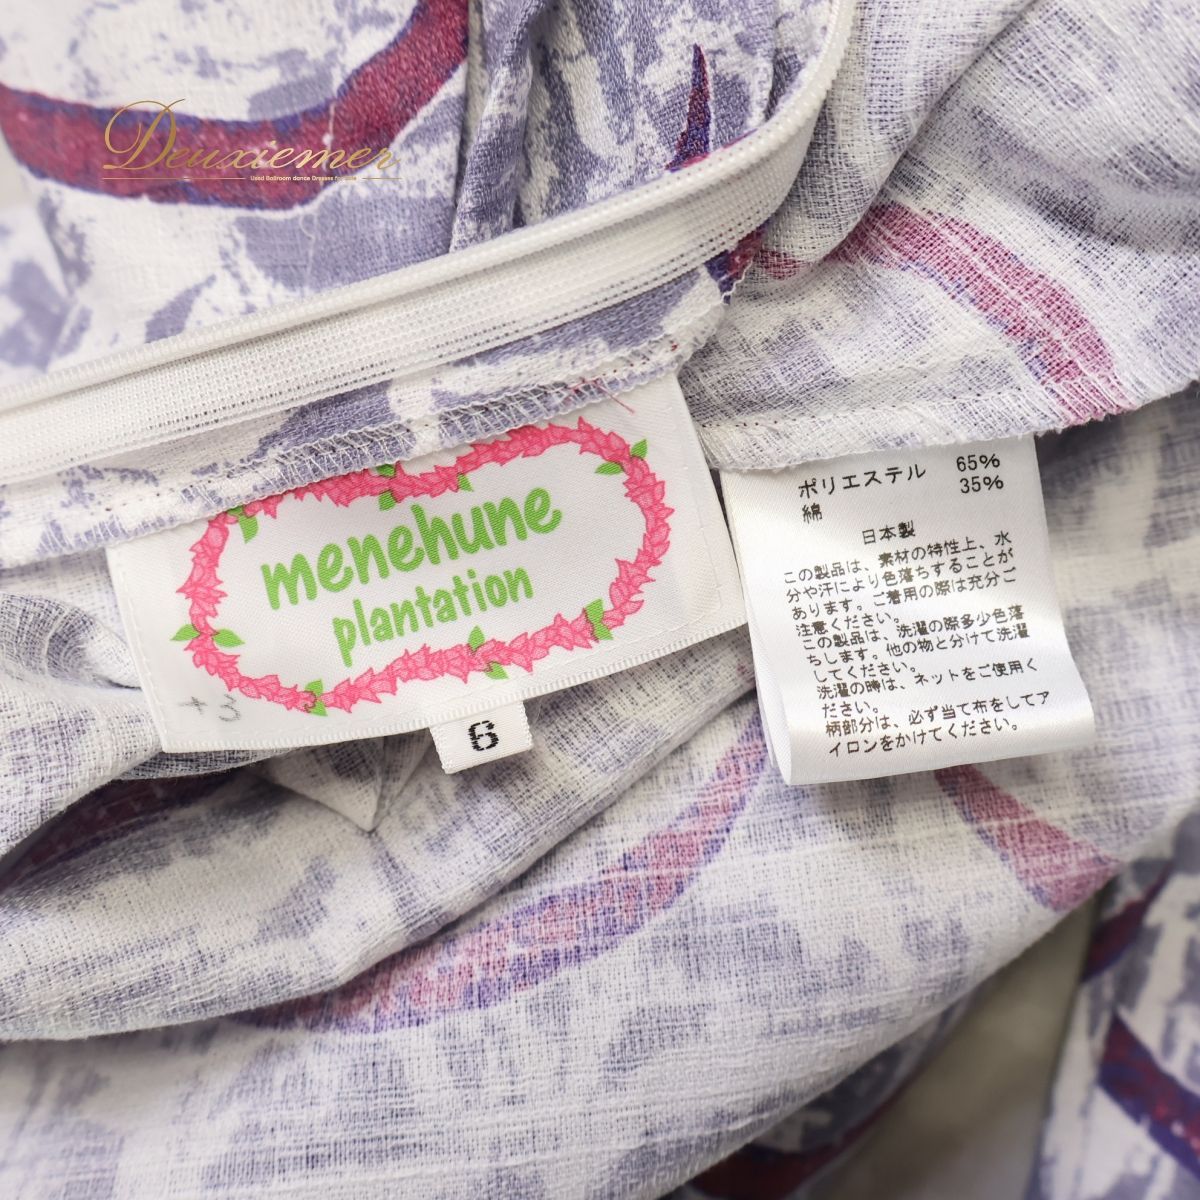 Deuxiemer
Used Ballroom dance Dresses for sale
menehune
plantation
+3
6
ポリエステル 65%
綿 35%
日本製
この製品は、素材の特性上、水
分や汗により色落ちすることが
あります。ご着用の際は充分ご
注意ください。
この製品は、洗濯の際多少色落
ちします。他の物と分けて洗濯
してください。
洗濯の時は、ネットをご使用く
ださい。
柄部分は、必ず当て布をしてア
イロンをかけてください。